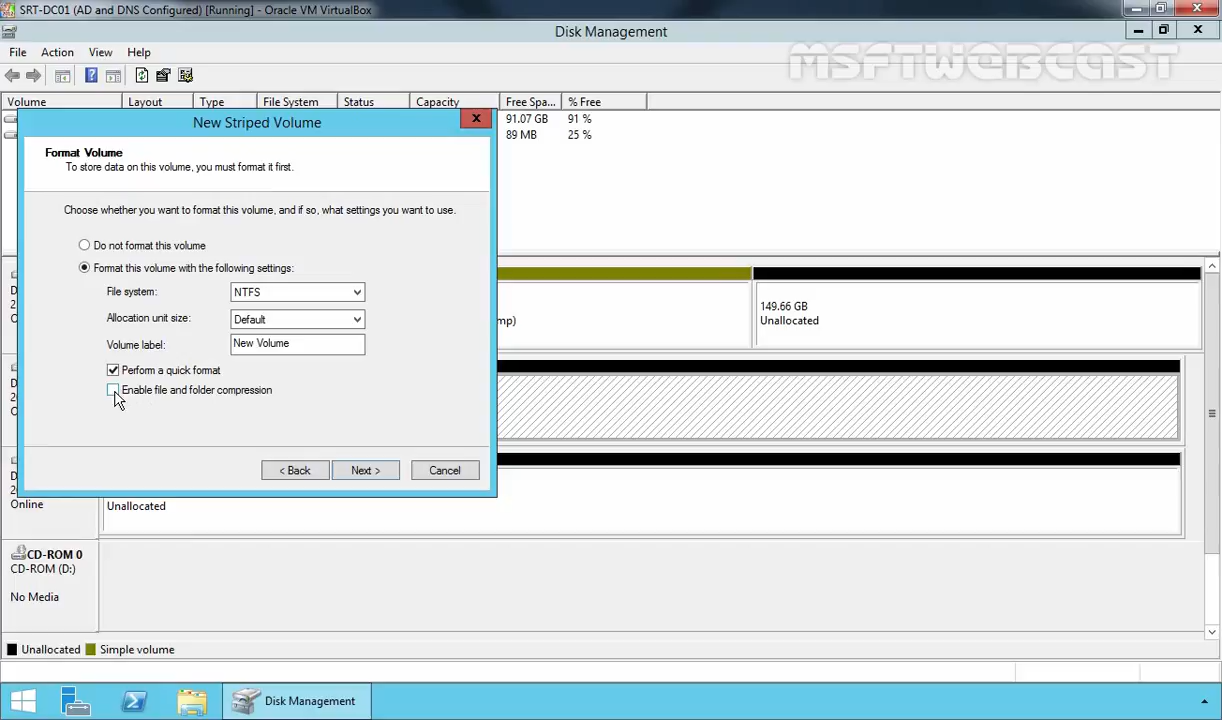 SRT-DC01 (AD and DNS Configured) [Running] - Oracle VM VirtualBox
Disk Management
MSFTWEBCAST
File Action View Help
Volume Layout Type File System Status Capacity Free Spa... % Free
91.07 GB 91 %
89 MB 25 %
New Striped Volume
Format Volume
To store data on this volume, you must format it first.
Choose whether you want to format this volume, and if so, what settings you want to use.
Do not format this volume
Format this volume with the following settings:
File system: NTFS
Allocation unit size: Default
Volume label: New Volume
Perform a quick format
Enable file and folder compression
< Back Next > Cancel
149.66 GB
mp) Unallocated
Online
Unallocated
CD-ROM 0
CD-ROM (D:)
No Media
Unallocated Simple volume
Disk Management